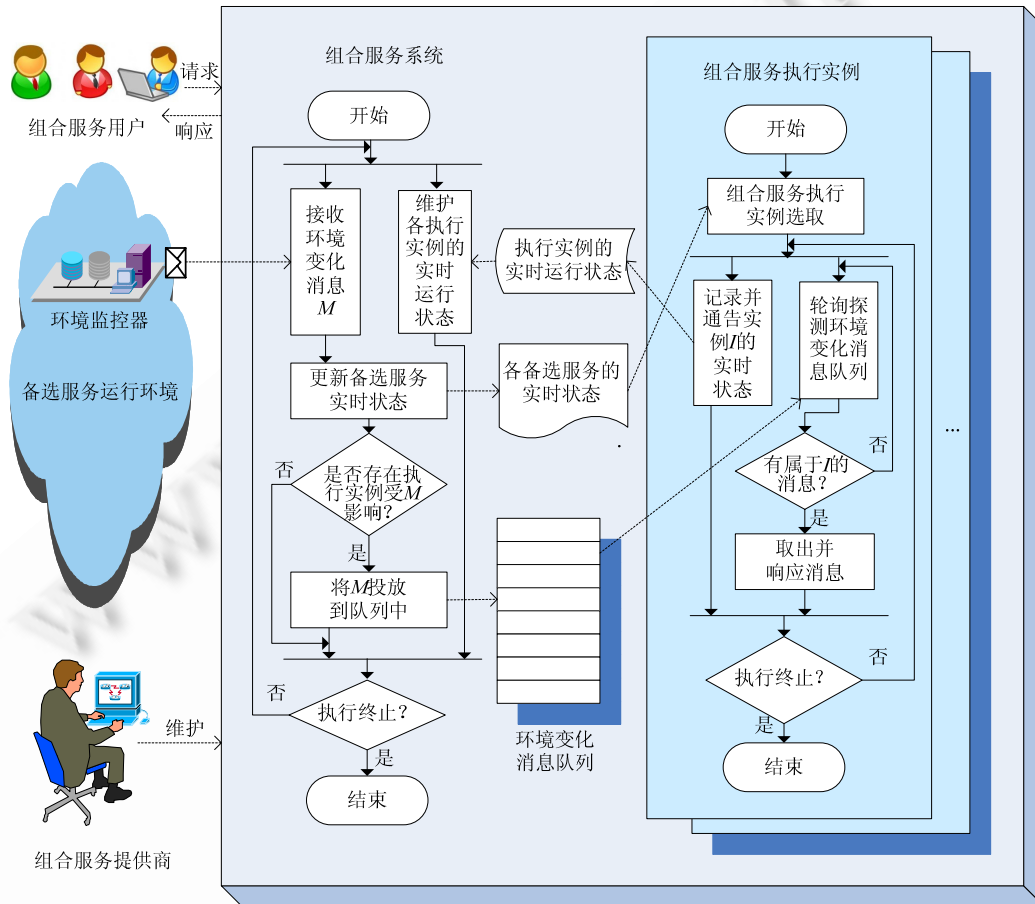 组合服务系统
请求
响应
组合服务用户
开始
接收
环境
变化
消息
M
维护
各执行
实例的
实时
运行
状态
执行实例的
实时运行状态
更新备选服务
实时状态
各备选服务的
实时状态
否
是否存在执
行实例受M
影响?
是
将M投放
到队列中
否
执行终止?
是
结束
环境变化
消息队列
环境监控器
备选服务运行环境
维护
组合服务提供商
组合服务执行实例
开始
组合服务执行
实例选取
记录并
通告实
例I的
实时
状态
轮询探
测环境
变化消
息队列
否
有属于I的
消息?
是
取出并
响应消息
否
执行终止?
是
结束
...